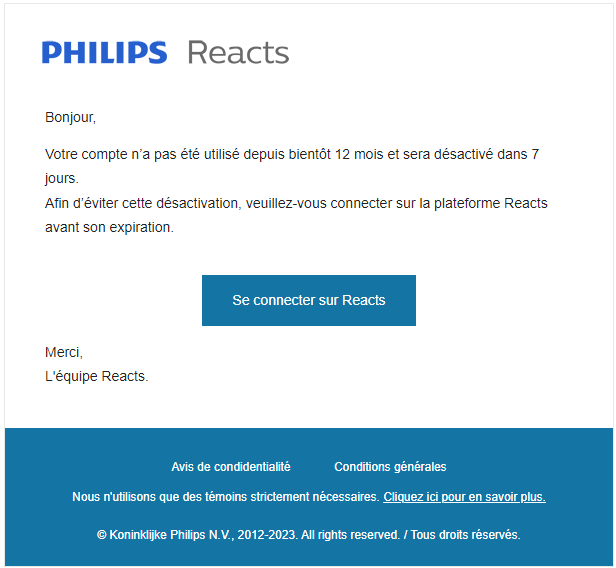 PHILIPS Reacts
Bonjour,
Votre compte n’a pas été utilisé depuis bientôt 12 mois et sera désactivé dans 7
jours.
Afin d’éviter cette désactivation, veuillez-vous connecter sur la plateforme Reacts
avant son expiration.
Se connecter sur Reacts
Merci,
L'équipe Reacts.
Avis de condidentialité Conditions générales
Nous n'utilisons que des témoins strictement nécessaires. Cliquez ici pour en savoir plus.
© Koninklijke Philips N.V., 2012-2023. All rights reserved. / Tous droits réservés.